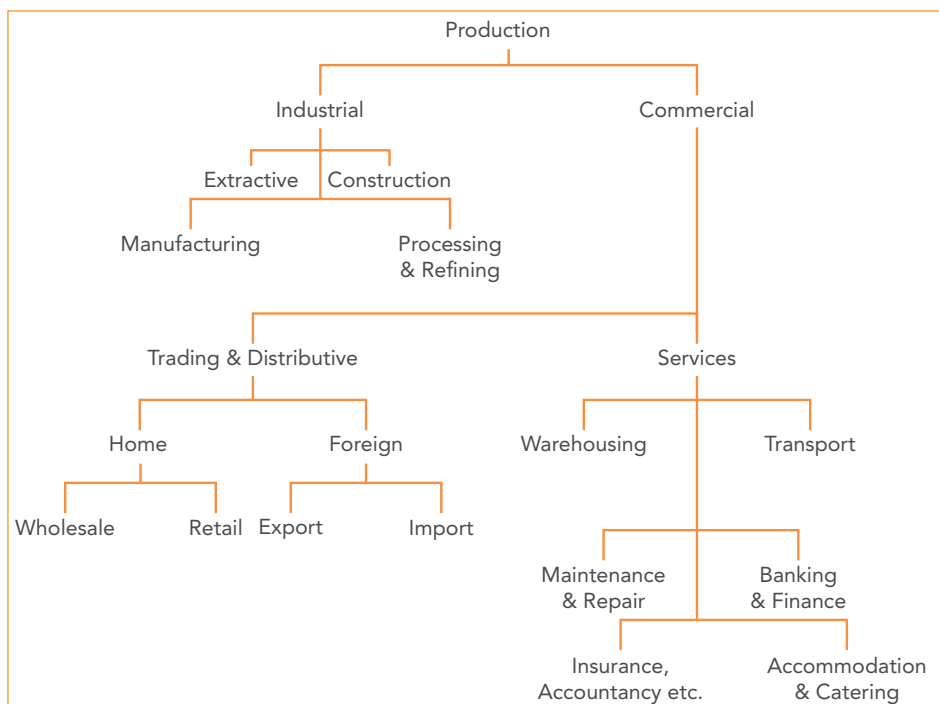 Production
Industrial
Commercial
Extractive
Construction
Manufacturing
Processing
& Refining
Trading & Distributive
Services
Home
Foreign
Warehousing
Transport
Wholesale
Retail
Export
Import
Maintenance
& Repair
Banking
& Finance
Insurance,
Accountancy etc.
Accommodation
& Catering